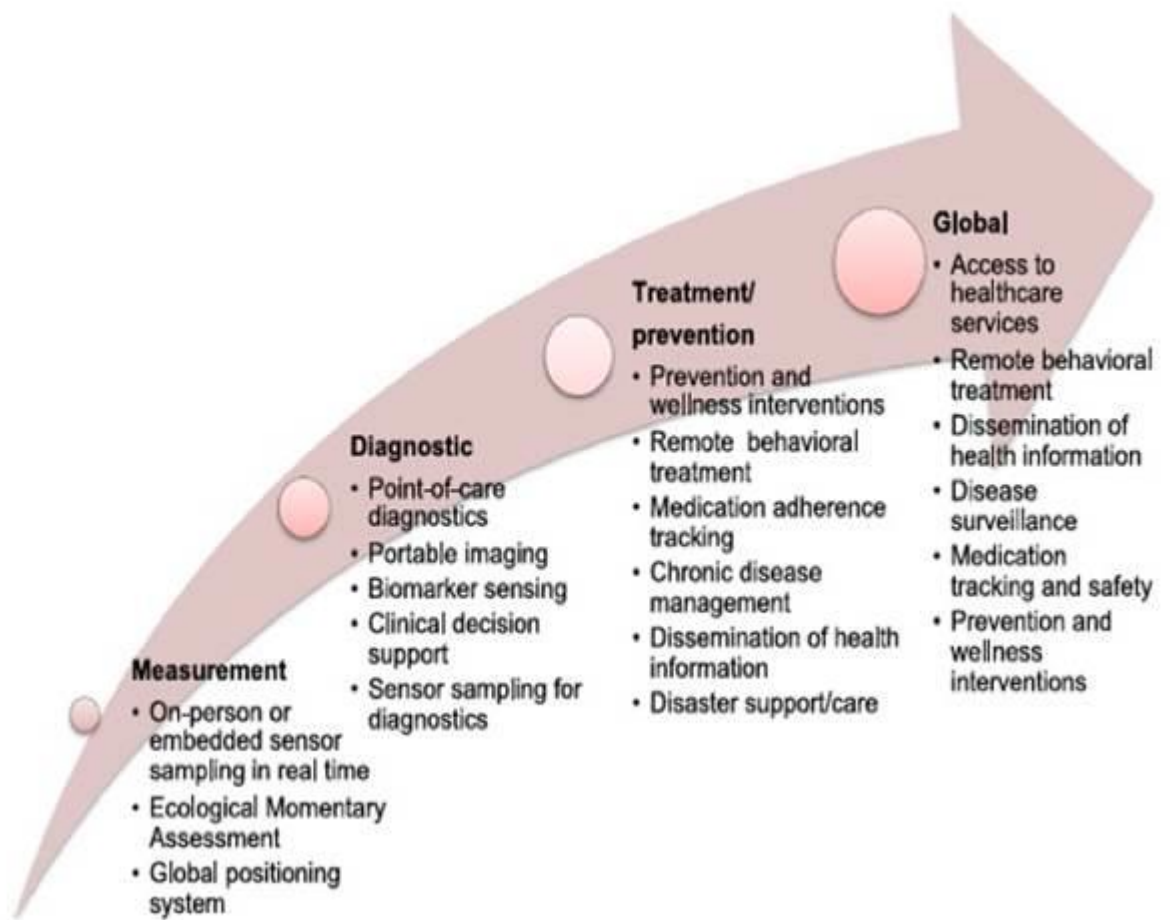 Measurement
• On-person or
embedded sensor
sampling in real time
• Ecological Momentary
Assessment
• Global positioning
system
Diagnostic
• Point-of-care
diagnostics
• Portable imaging
• Biomarker sensing
• Clinical decision
support
• Sensor sampling for
diagnostics
Treatment/
prevention
• Prevention and
wellness interventions
• Remote behavioral
treatment
• Medication adherence
tracking
• Chronic disease
management
• Dissemination of health
information
• Disaster support/care
Global
• Access to
healthcare
services
• Remote behavioral
treatment
• Dissemination of
health information
• Disease
surveillance
• Medication
tracking and safety
• Prevention and
wellness
interventions